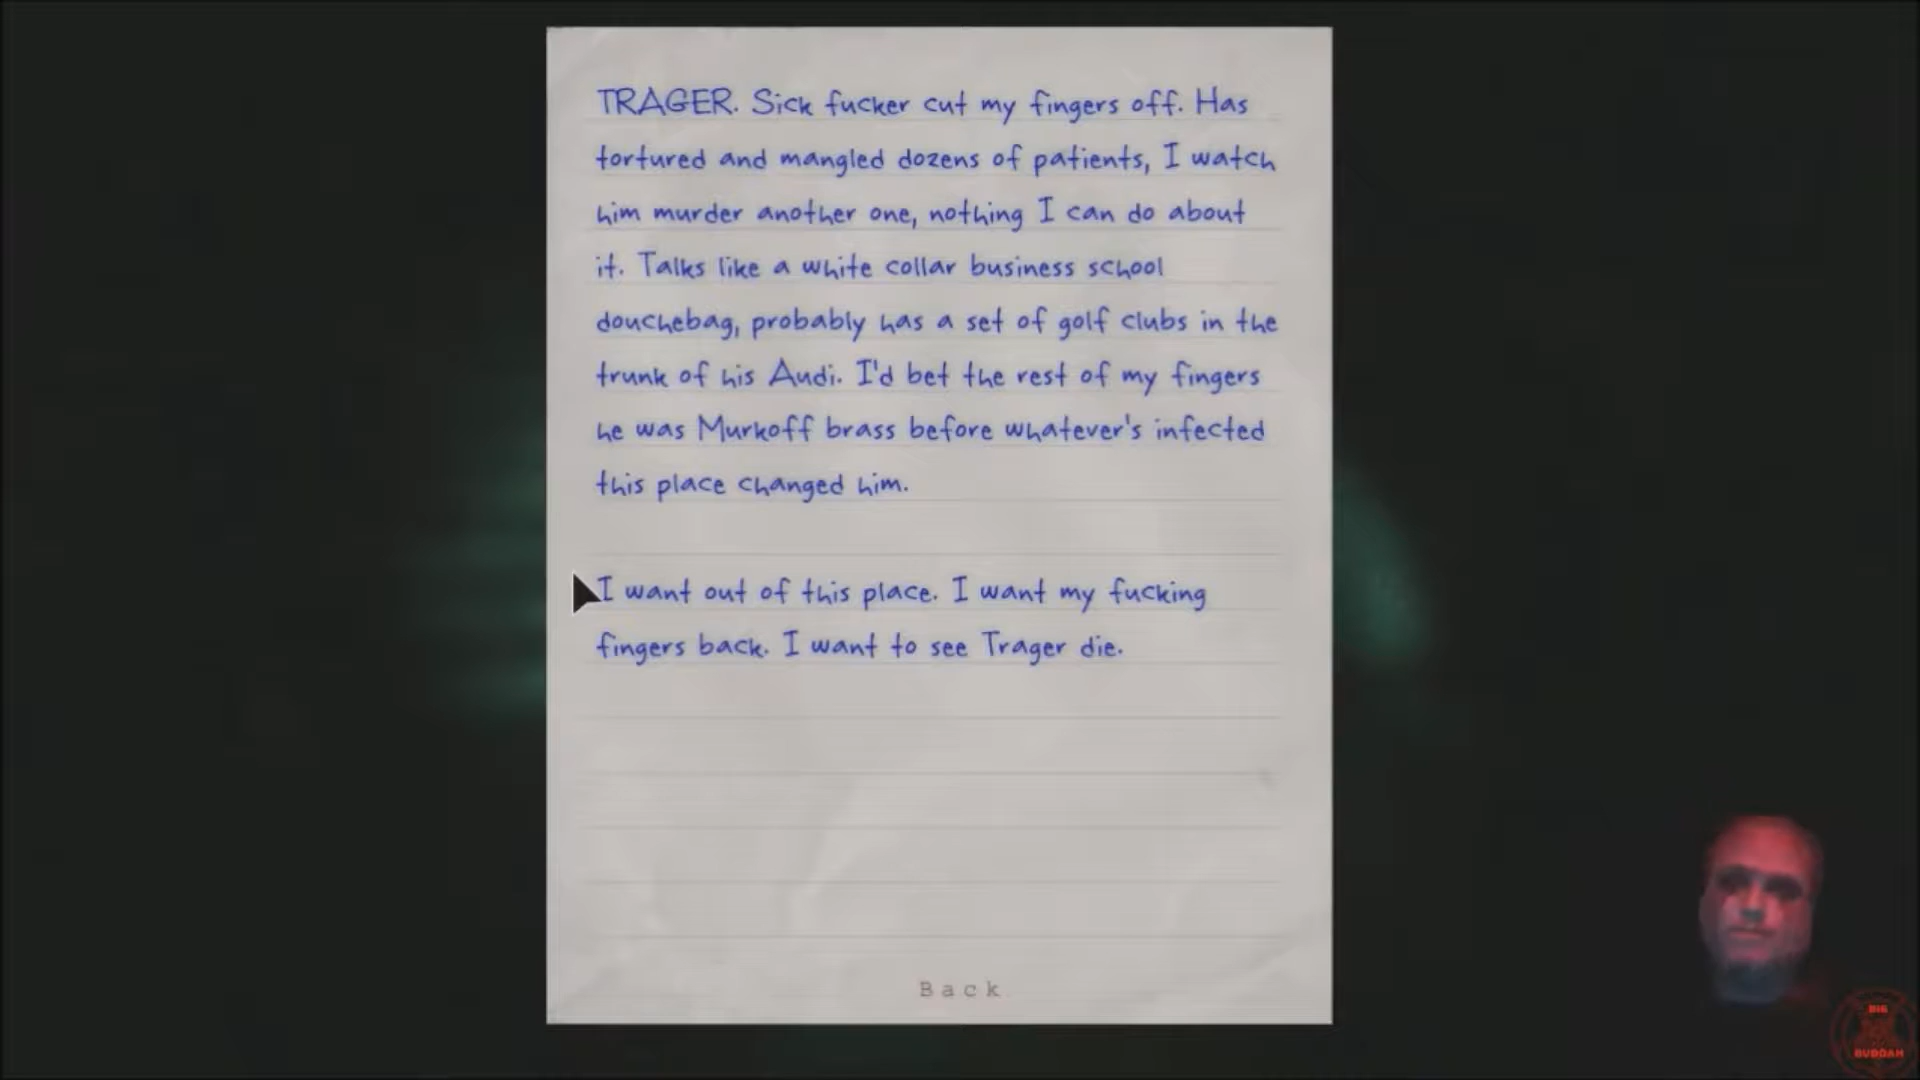 TRAGER. Sick fucker cut my fingers off. Has
tortured and mangled dozens of patients, I watch
him murder another one, nothing I can do about
it. Talks like a white collar business school
douchebag, probably has a set of golf clubs in the
trunk of his Audi. I'd bet the rest of my fingers
he was Murkoff brass before whatever's infected
this place changed him.
I want out of this place. I want my fucking
fingers back. I want to see Trager die.
Back
BIG
BUDDAH